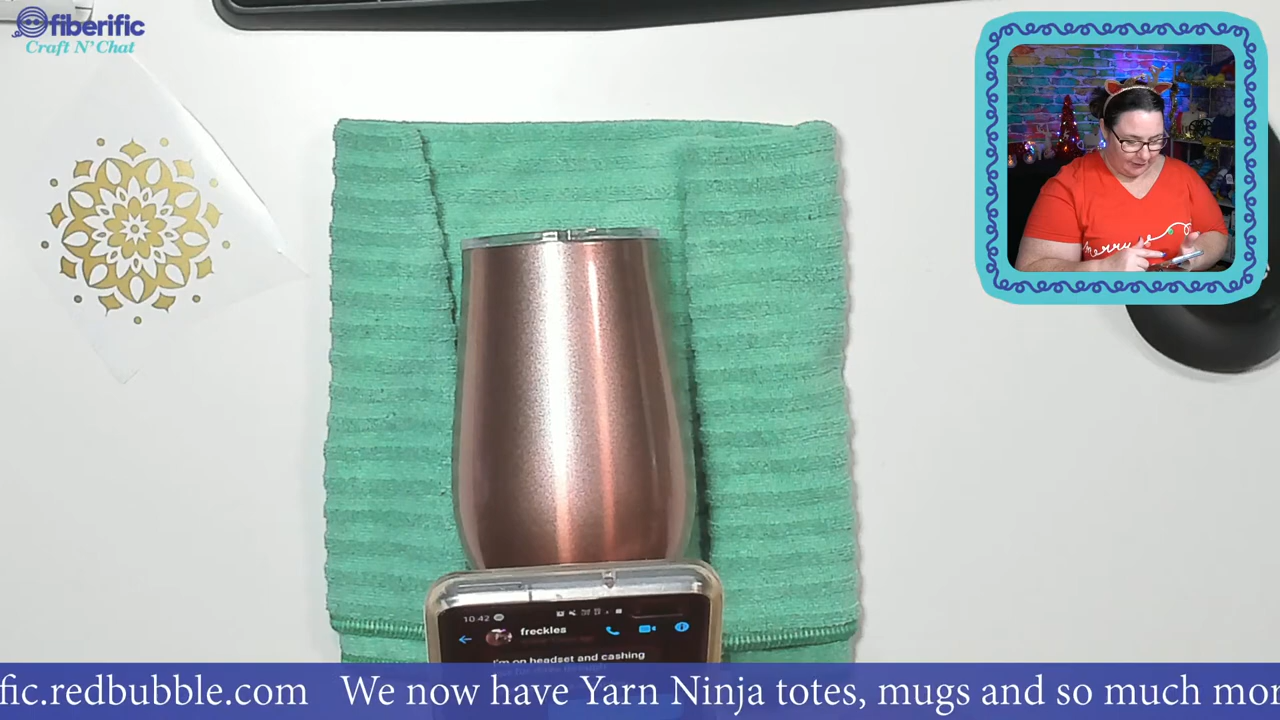 fiberific
Craft N' Chat
merry
10:42
freckles
I'm on headset and cashing
fic.redbubble.com We now have Yarn Ninja totes, mugs and so much mor